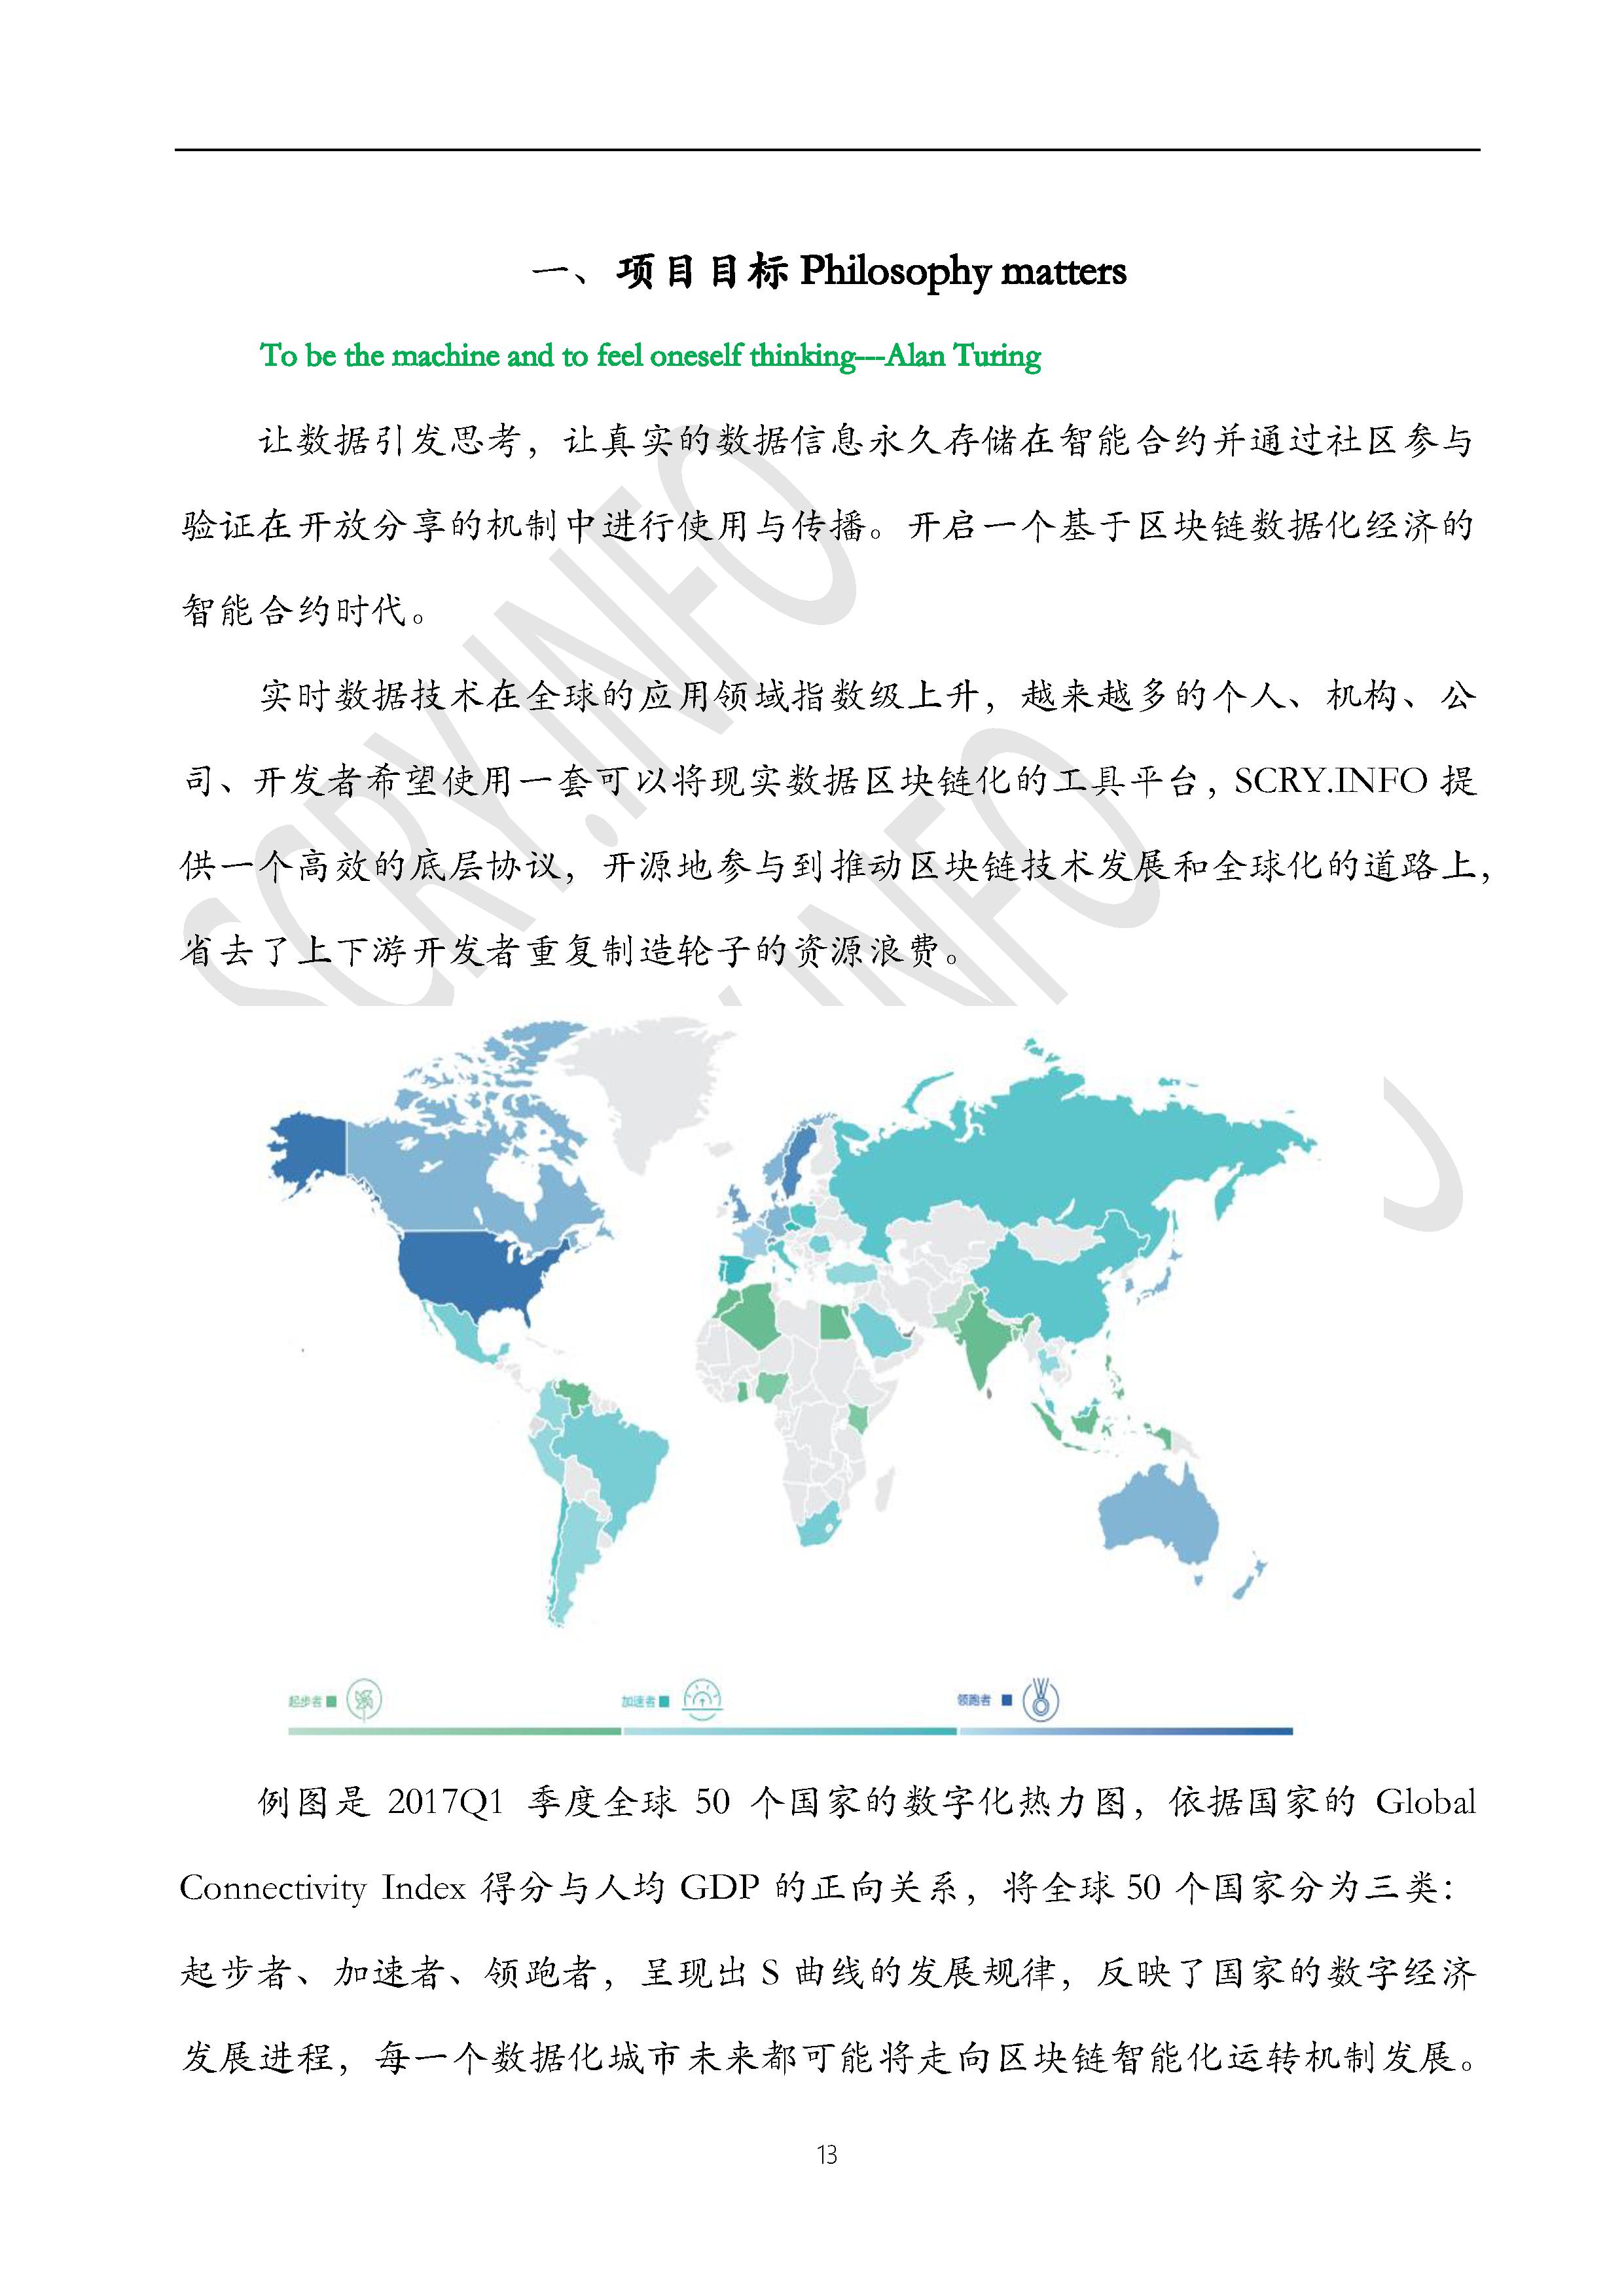 一、项目目标 Philosophy matters
To be the machine and to feel oneself thinking---Alan Turing
让数据引发思考，让真实的数据信息永久存储在智能合约并通过社区参与
验证在开放分享的机制中进行使用与传播。开启一个基于区块链数据化经济的
智能合约时代。
实时数据技术在全球的应用领域指数级上升，越来越多的个人、机构、公
司、开发者希望使用一套可以将现实数据区块链化的工具平台，SCRY.INFO 提
供一个高效的底层协议，开源地参与到推动区块链技术发展和全球化的道路上，
省去了上下游开发者重复制造轮子的资源浪费。
SCRY.INFO
INFO
起步者
加速者
领跑者
例图是 2017Q1 季度全球 50 个国家的数字化热力图，依据国家的 Global
Connectivity Index 得分与人均 GDP 的正向关系，将全球 50 个国家分为三类：
起步者、加速者、领跑者，呈现出 S 曲线的发展规律，反映了国家的数字经济
发展进程，每一个数据化城市未来都可能将走向区块链智能化运转机制发展。
13